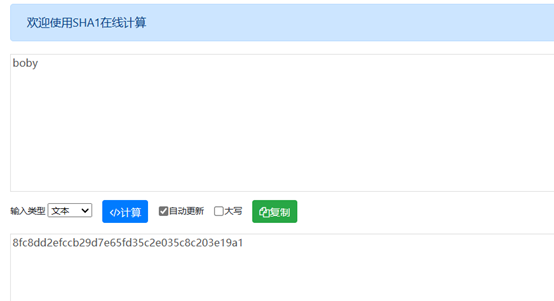 欢迎使用SHA1在线计算
boby
输入类型 文本 </>计算 自动更新 大写 复制
8fc8dd2efccb29d7e65fd35c2e035c8c203e19a1